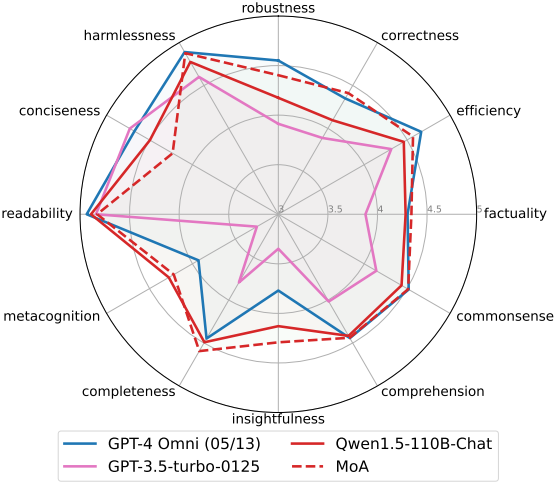 robustness
harmlessness
correctness
conciseness
efficiency
readability
3
3.5
4
4.5
5
factuality
metacognition
commonsense
completeness
comprehension
insightfulness
GPT-4 Omni (05/13)
Qwen1.5-110B-Chat
GPT-3.5-turbo-0125
MoA